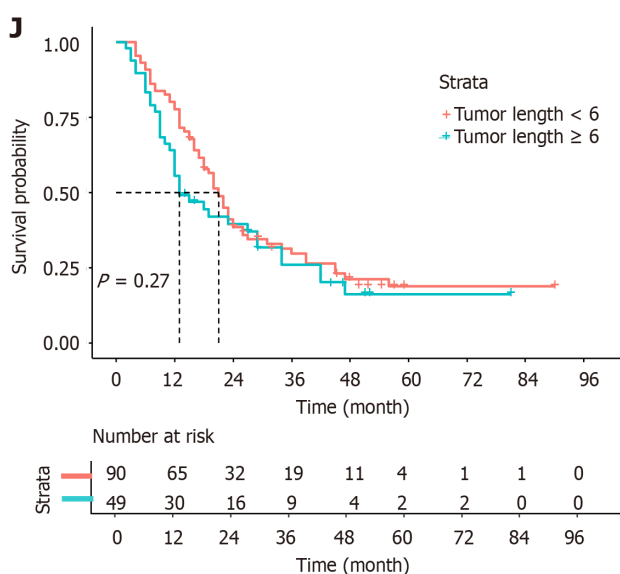 J
1.00
0.75
0.50
0.25
0.00
Survival probability
Strata
Tumor length < 6
Tumor length ≥ 6
P = 0.27
0 12 24 36 48 60 72 84 96
Time (month)
Number at risk
Strata
90 65 32 19 11 4 1 1 0
49 30 16 9 4 2 2 0 0
0 12 24 36 48 60 72 84 96
Time (month)